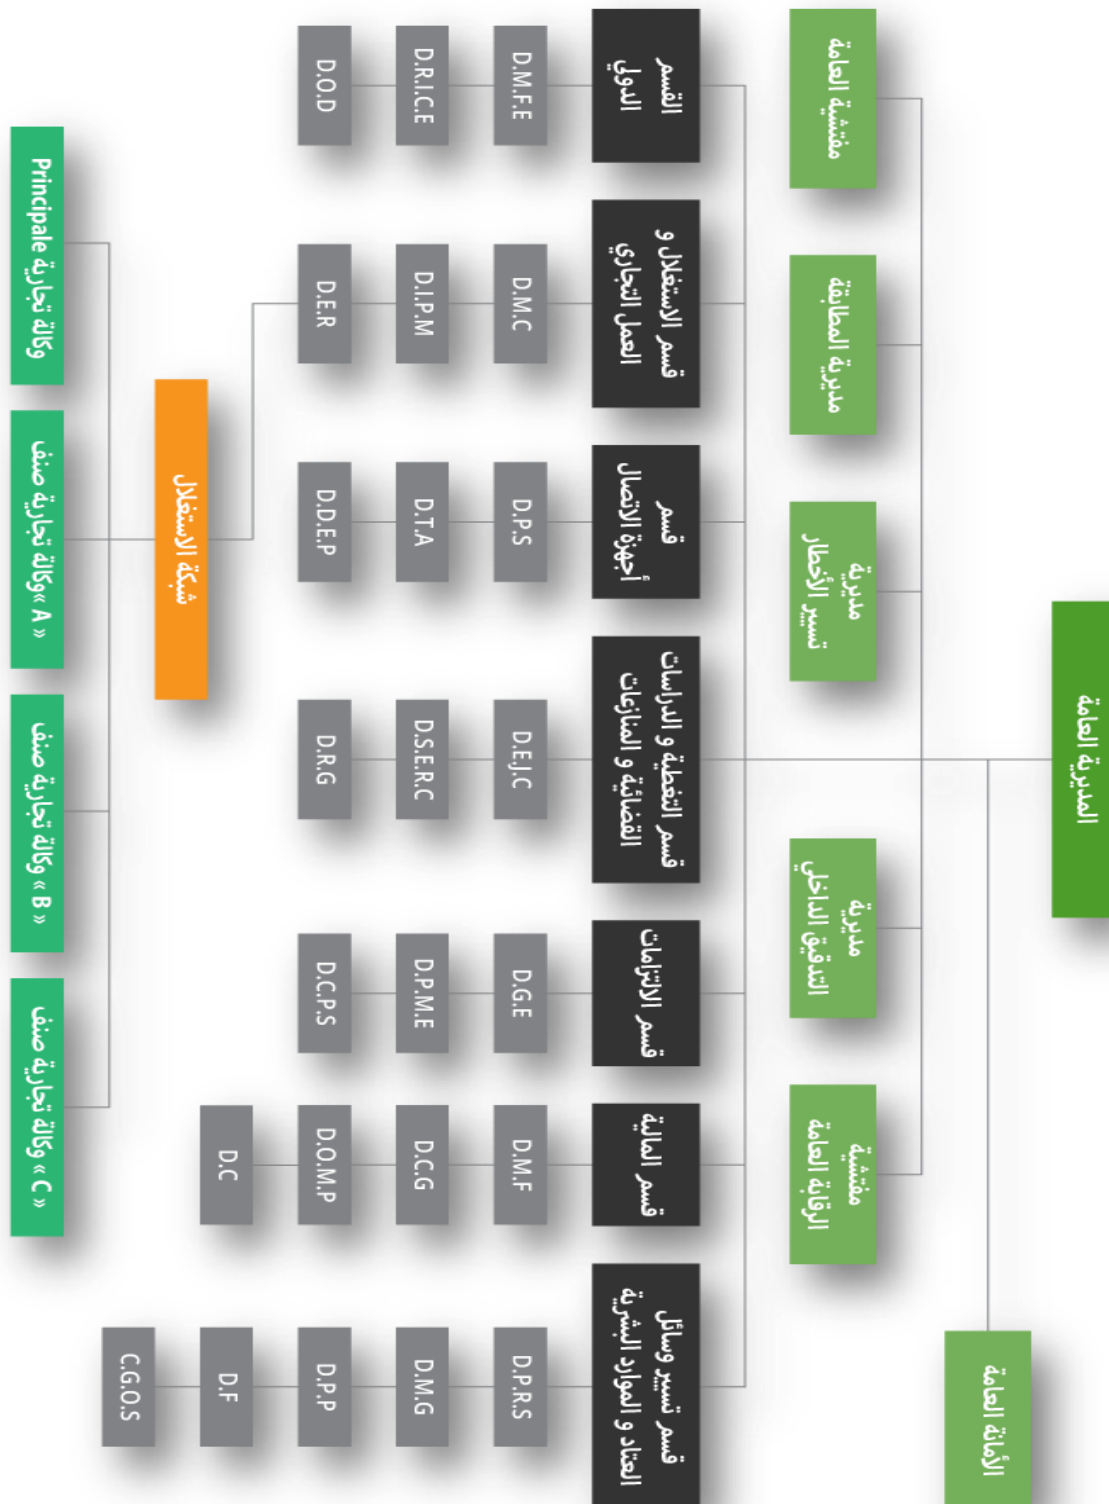 المديرية العامة
الأمانة العامة
مفتشية
الرقابة العامة
مديرية
التدقيق الداخلي
مديرية
تسيير الأخطار
مديرية المطابقة
مفتشية العامة
قسم تسيير وسائل
العتاد و الموارد البشرية
قسم المالية
قسم الالتزامات
قسم التغطية و الدراسات
القضائية و المنازعات
قسم
أجهزة الاتصال
قسم الاستغلال و
العمل التجاري
القسم
الدولي
D.P.R.S
D.M.F
D.G.E
D.E.J.C
D.P.S
D.M.C
D.M.F.E
D.M.G
D.C.G
D.P.M.E
D.S.E.R.C
D.T.A
D.I.P.M
D.R.I.C.E
D.P.P
D.O.M.P
D.C.P.S
D.R.G
D.D.E.P
D.E.R
D.O.D
D.F
D.C
C.G.O.S
شبكة الاستغلال
« C » وكالة تجارية صنف
« B » وكالة تجارية صنف
« A »وكالة تجارية صنف
وكالة تجارية Principale